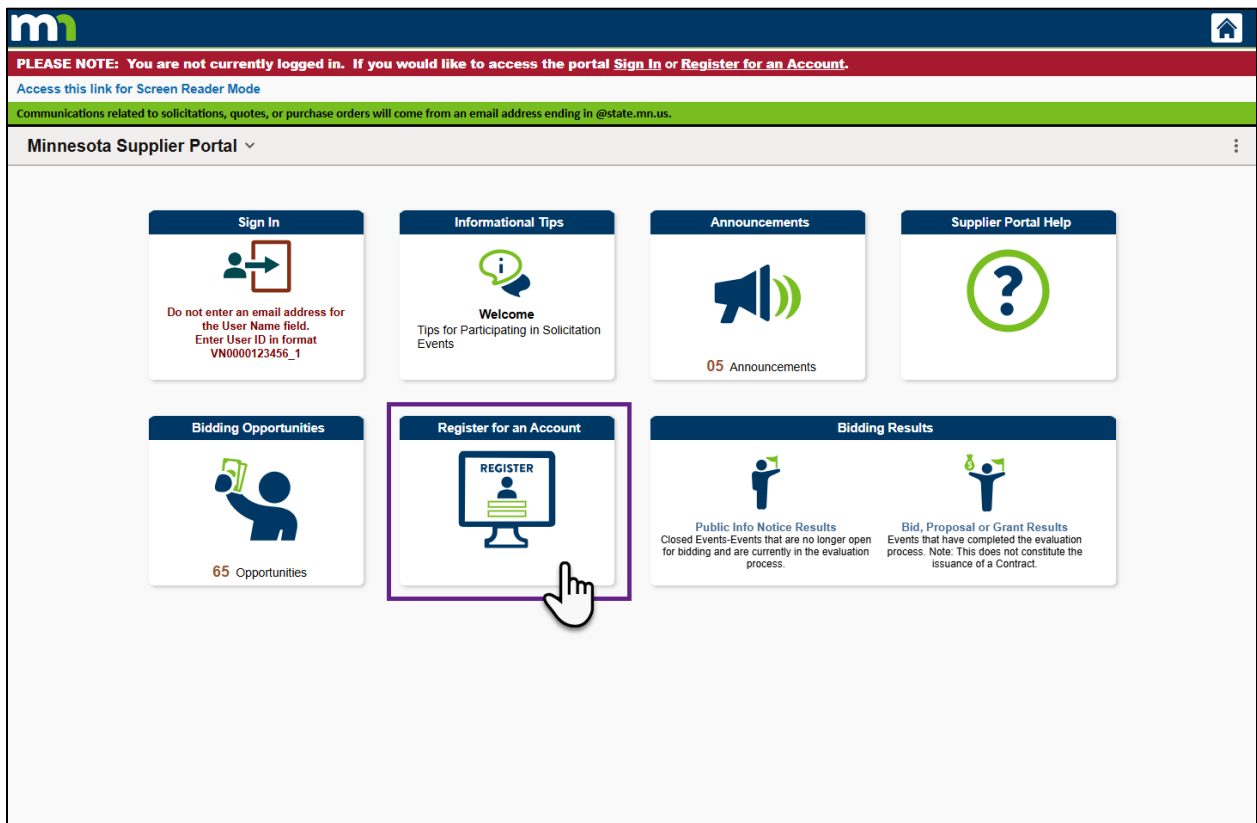 mn
PLEASE NOTE: You are not currently logged in. If you would like to access the portal Sign In or Register for an Account.
Access this link for Screen Reader Mode
Communications related to solicitations, quotes, or purchase orders will come from an email address ending in @state.mn.us.
Minnesota Supplier Portal
Sign In
Do not enter an email address for
the User Name field.
Enter User ID in format
VN0000123456_1
Informational Tips
i
Welcome
Tips for Participating in Solicitation
Events
Announcements
05 Announcements
Supplier Portal Help
?
Bidding Opportunities
65 Opportunities
Register for an Account
REGISTER
Bidding Results
Public Info Notice Results
Closed Events-Events that are no longer open
for bidding and are currently in the evaluation
process.
$
Bid, Proposal or Grant Results
Events that have completed the evaluation
process. Note: This does not constitute the
issuance of a Contract.